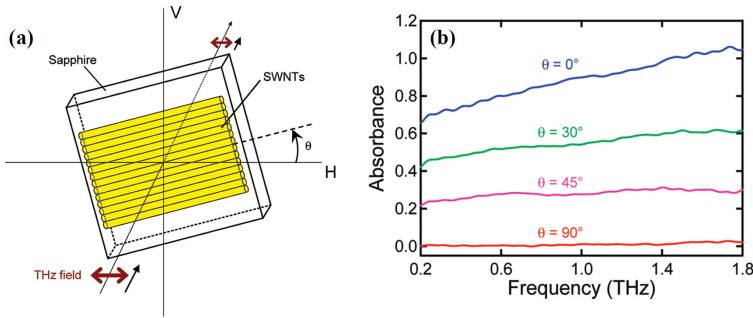 (a)
V
Sapphire
SWNTs
θ
H
THz field
(b)
Absorbance
1.2
1.0
0.8
0.6
0.4
0.2
0.0
θ = 0°
θ = 30°
θ = 45°
θ = 90°
0.2 0.6 1.0 1.4 1.8
Frequency (THz)